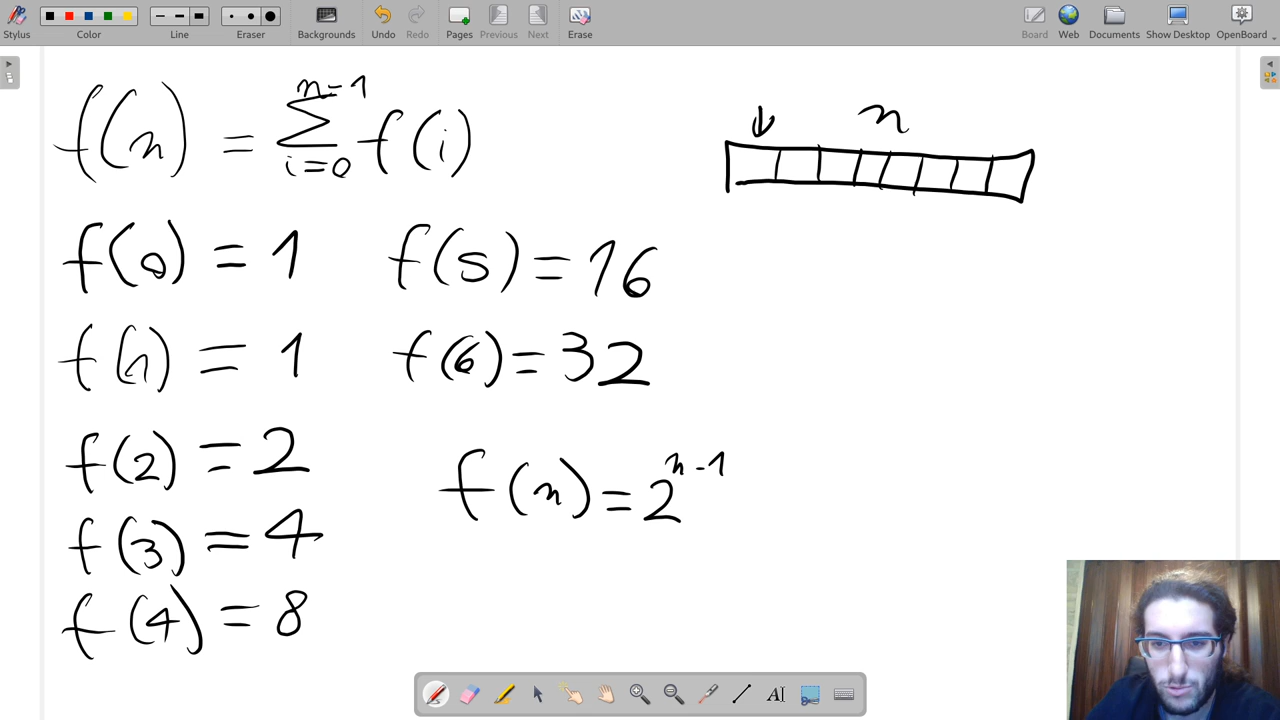 Stylus Color Line Eraser Backgrounds Undo Redo Pages Previous Next Erase Board Web Documents Show Desktop OpenBoard
f(n) = n-1 ∑ i=0 f(i)
n
f(0) = 1
f(1) = 1
f(2) = 2
f(3) = 4
f(4) = 8
f(5) = 16
f(6) = 32
f(n) = 2^{n-1}